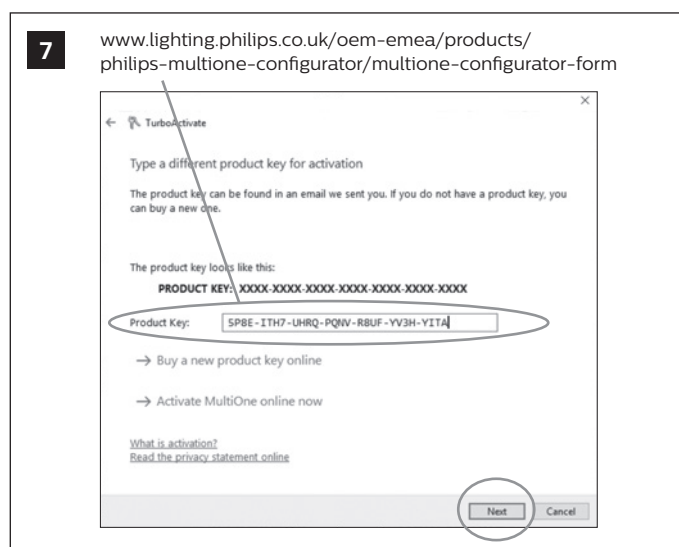 7
www.lighting.philips.co.uk/oem-emea/products/
philips-multione-configurator/multione-configurator-form
TurboActivate
Type a different product key for activation
The product key can be found in an email we sent you. If you do not have a product key, you
can buy a new one.
The product key looks like this:
PRODUCT KEY: XXXX-XXXX-XXXX-XXXX-XXXX-XXXX-XXXX
Product Key: 5P8E-ITH7-UHRQ-PQNV-R8UF-YV3H-YITA
→ Buy a new product key online
→ Activate MultiOne online now
What is activation?
Read the privacy statement online
Next Cancel